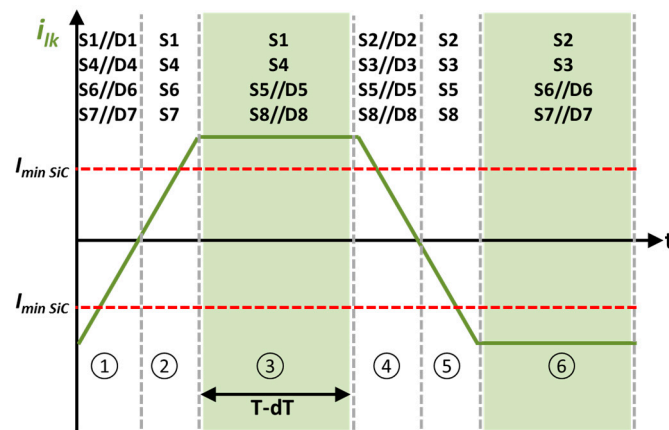 i_lk
S1//D1 S1 S1 S2//D2 S2 S2
S4//D4 S4 S4 S3//D3 S3 S3
S6//D6 S6 S5//D5 S5//D5 S5 S6//D6
S7//D7 S7 S8//D8 S8//D8 S8 S7//D7
I_min SiC
t
I_min SiC
① ② ③ ④ ⑤ ⑥
T-dT